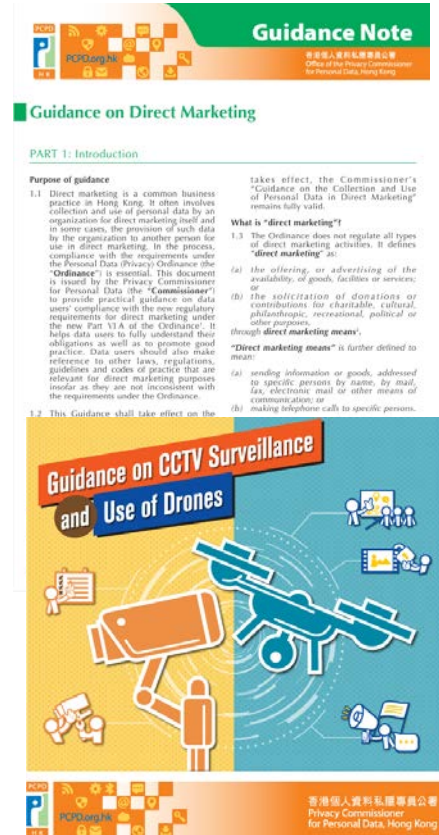 PCPD
H K
PCPD.org.hk
Guidance Note
香港個人資料私隱專員公署
Office of the Privacy Commissioner
for Personal Data, Hong Kong
Guidance on Direct Marketing
PART 1: Introduction
Purpose of guidance
1.1 Direct marketing is a common business
practice in Hong Kong. It often involves
collection and use of personal data by an
organization for direct marketing itself and
in some cases, the provision of such data
by the organization to another person for
use in direct marketing. In the process,
compliance with the requirements under
the Personal Data (Privacy) Ordinance (the
"Ordinance") is essential. This document
is issued by the Privacy Commissioner
for Personal Data (the "Commissioner")
to provide practical guidance on data
users' compliance with the new regulatory
requirements for direct marketing under
the new Part VI A of the Ordinance¹. It
helps data users to fully understand their
obligations as well as to promote good
practice. Data users should also make
reference to other laws, regulations,
guidelines and codes of practice that are
relevant for direct marketing purposes
insofar as they are not inconsistent with
the requirements under the Ordinance.
1.2 This Guidance shall take effect on the
takes effect, the Commissioner's
"Guidance on the Collection and Use
of Personal Data in Direct Marketing"
remains fully valid.
What is "direct marketing"?
1.3 The Ordinance does not regulate all types
of direct marketing activities. It defines
"direct marketing" as:
(a) the offering, or advertising of the
availability, of goods, facilities or services;
or
(b) the solicitation of donations or
contributions for charitable, cultural,
philanthropic, recreational, political or
other purposes,
through direct marketing means¹.
"Direct marketing means" is further defined to
mean:
(a) sending information or goods, addressed
to specific persons by name, by mail,
fax, electronic mail or other means of
communication; or
(b) making telephone calls to specific persons.
Guidance on CCTV Surveillance
and Use of Drones
PCPD
H K
PCPD.org.hk
香港個人資料私隱專員公署
Privacy Commissioner
for Personal Data, Hong Kong